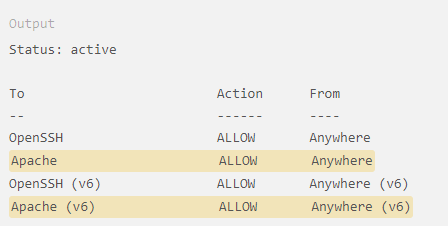 Output
Status: active
To Action From
-- ------ ----
OpenSSH ALLOW Anywhere
Apache ALLOW Anywhere
OpenSSH (v6) ALLOW Anywhere (v6)
Apache (v6) ALLOW Anywhere (v6)